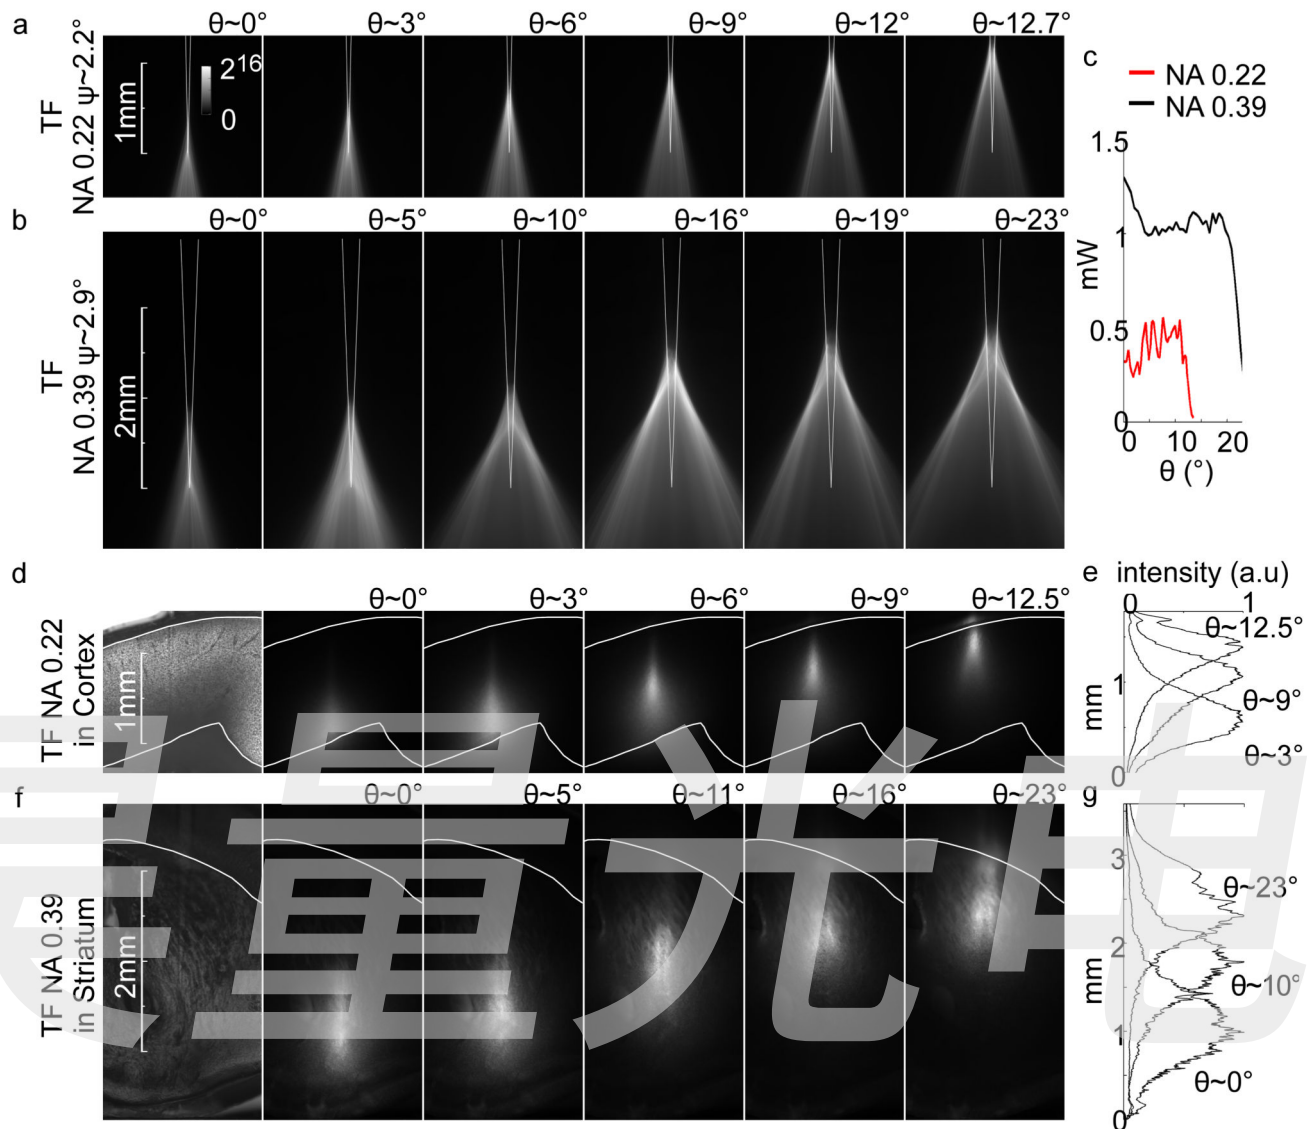 a
θ~0°
θ~3°
θ~6°
θ~9°
θ~12°
θ~12.7°
TF
NA 0.22 ψ~2.2°
1mm
2¹⁶
0
b
θ~0°
θ~5°
θ~10°
θ~16°
θ~19°
θ~23°
TF
NA 0.39 ψ~2.9°
2mm
c
NA 0.22
NA 0.39
1.5
1
0.5
0
mW
0 10 20
θ (°)
d
θ~0°
θ~3°
θ~6°
θ~9°
θ~12.5°
TF NA 0.22
in Cortex
1mm
e intensity (a.u)
0 1
θ~12.5°
1
mm
θ~9°
θ~3°
0
f
θ~0°
θ~5°
θ~11°
θ~16°
θ~23°
TF NA 0.39
in Striatum
2mm
g
3
θ~23°
2
mm
θ~10°
1
θ~0°
0
量光电